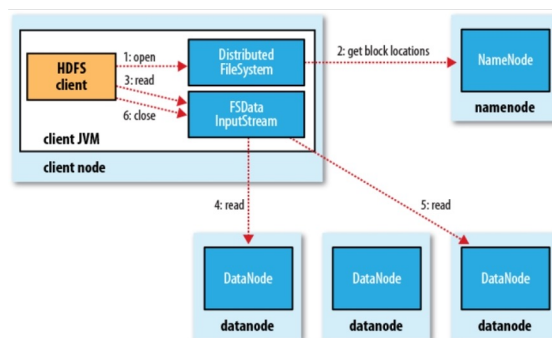 1: open
HDFS
client
Distributed
FileSystem
2: get block locations
NameNode
namenode
3: read
6: close
FSData
InputStream
client JVM
client node
4: read
5: read
DataNode
DataNode
DataNode
datanode
datanode
datanode